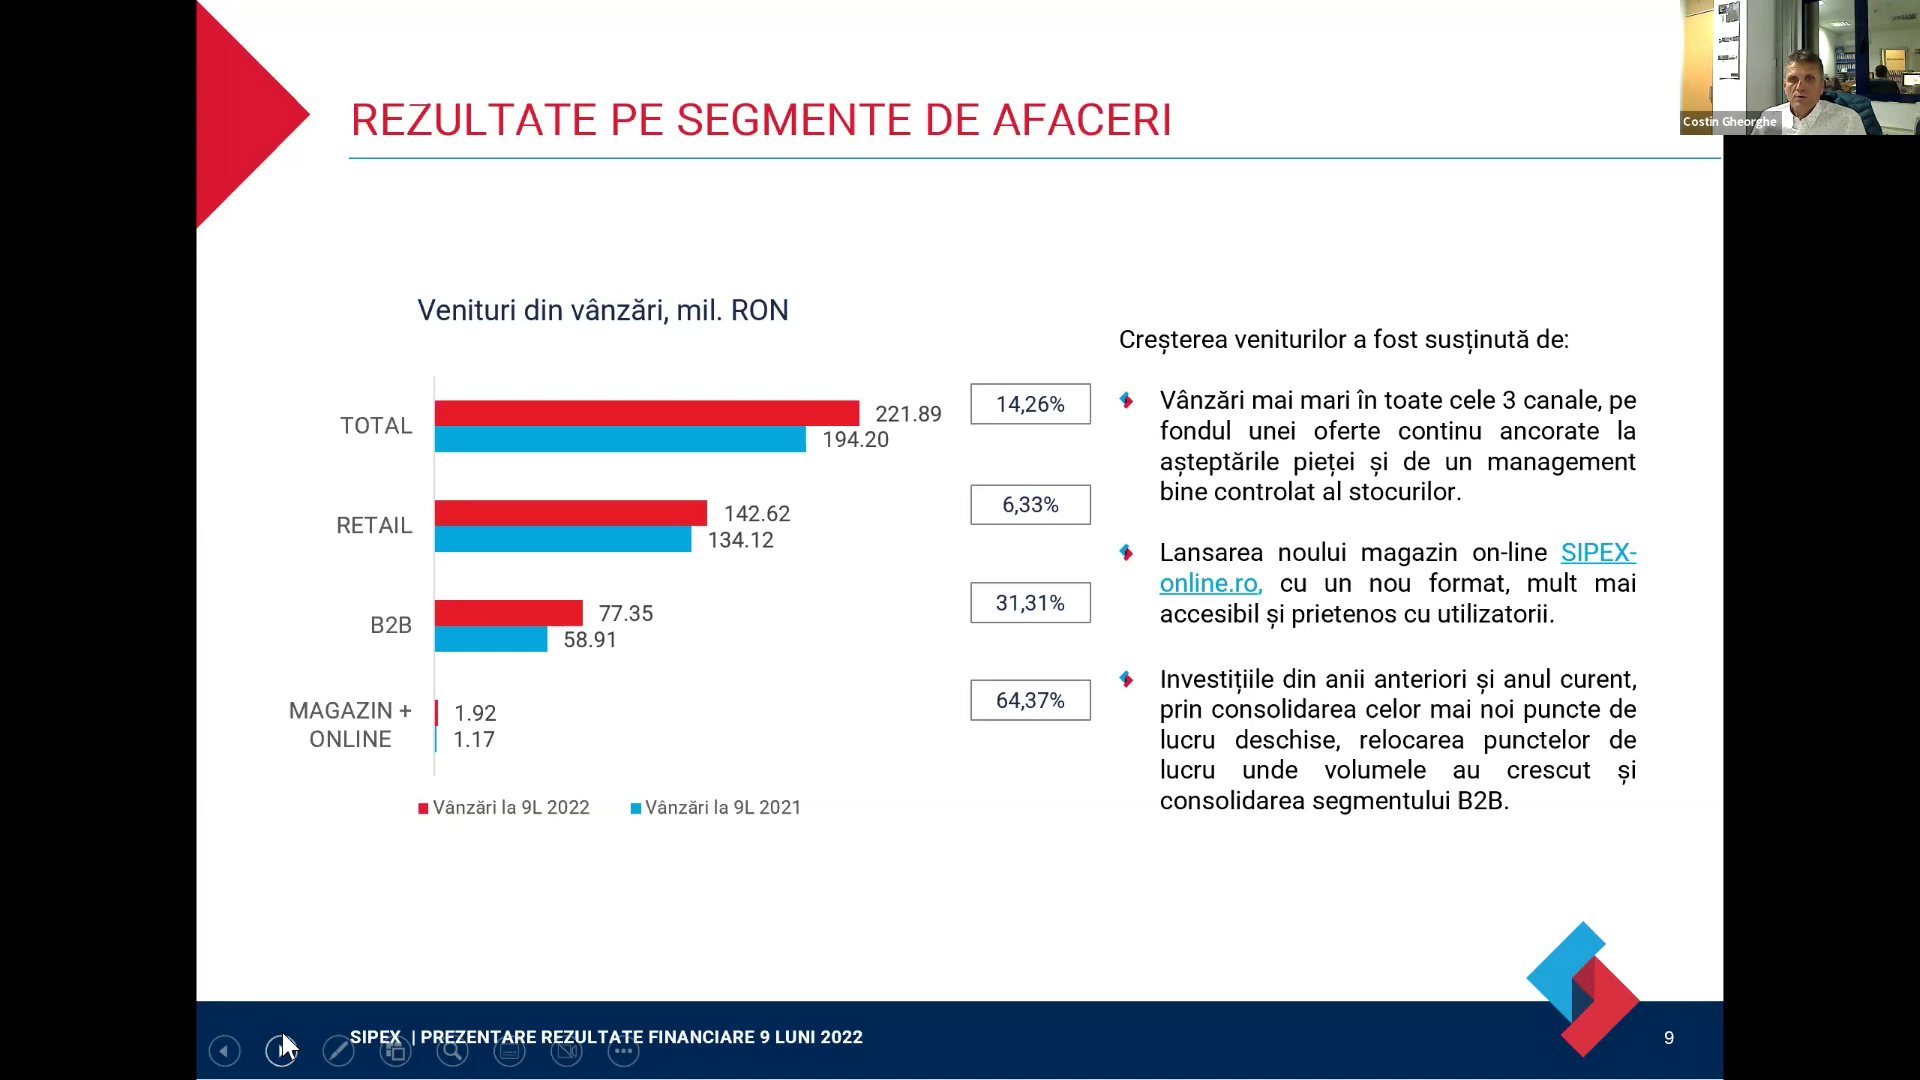 REZULTATE PE SEGMENTE DE AFACERI
Costin Gheorghe
Venituri din vânzări, mil. RON
TOTAL
221.89
194.20
14,26%
RETAIL
142.62
134.12
6,33%
B2B
77.35
58.91
31,31%
MAGAZIN +
ONLINE
1.92
1.17
64,37%
Vânzări la 9L 2022
Vânzări la 9L 2021
Creșterea veniturilor a fost susținută de:
Vânzări mai mari în toate cele 3 canale, pe
fondul unei oferte continu ancorate la
așteptările pieței și de un management
bine controlat al stocurilor.
Lansarea noului magazin on-line SIPEX-
online.ro, cu un nou format, mult mai
accesibil și prietenos cu utilizatorii.
Investițiile din anii anteriori și anul curent,
prin consolidarea celor mai noi puncte de
lucru deschise, relocarea punctelor de
lucru unde volumele au crescut și
consolidarea segmentului B2B.
SIPEX | PREZENTARE REZULTATE FINANCIARE 9 LUNI 2022
9